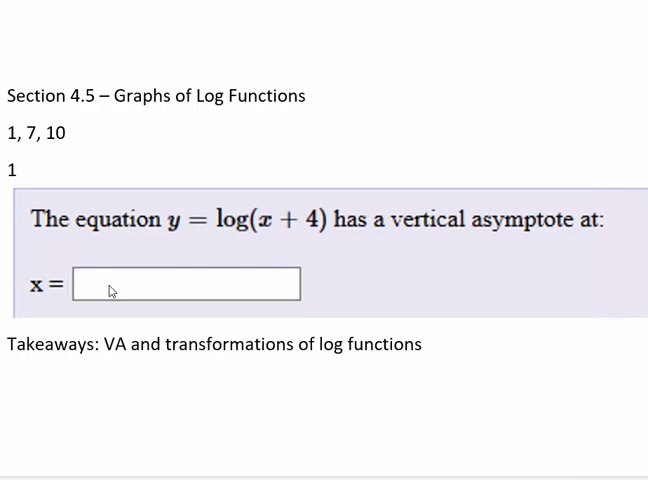 Section 4.5 – Graphs of Log Functions
1, 7, 10
1
The equation y = log(x + 4) has a vertical asymptote at:
x =
Takeaways: VA and transformations of log functions